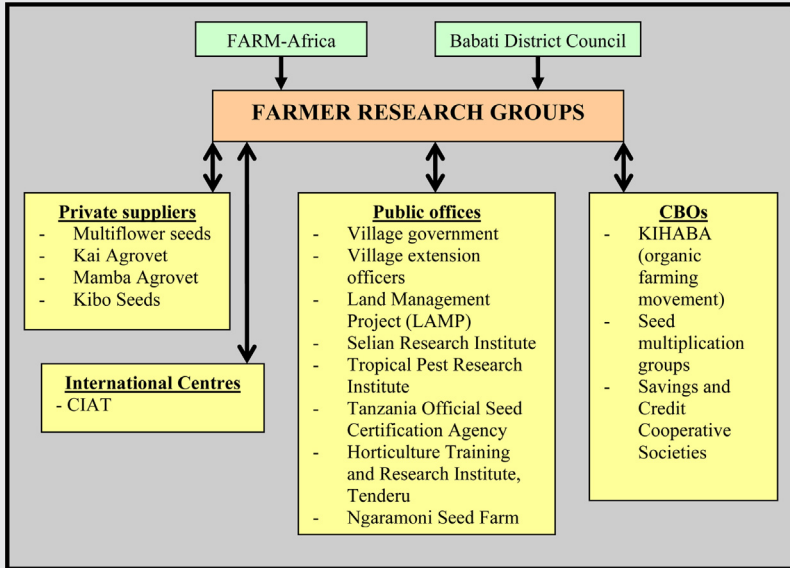 FARM-Africa
Babati District Council
FARMER RESEARCH GROUPS
Private suppliers
- Multiflower seeds
- Kai Agrovet
- Mamba Agrovet
- Kibo Seeds
International Centres
- CIAT
Public offices
- Village government
- Village extension
officers
- Land Management
Project (LAMP)
- Selian Research Institute
- Tropical Pest Research
Institute
- Tanzania Official Seed
Certification Agency
- Horticulture Training
and Research Institute,
Tenderu
- Ngaramoni Seed Farm
CBOs
- KIHABA
(organic
farming
movement)
- Seed
multiplication
groups
- Savings and
Credit
Cooperative
Societies